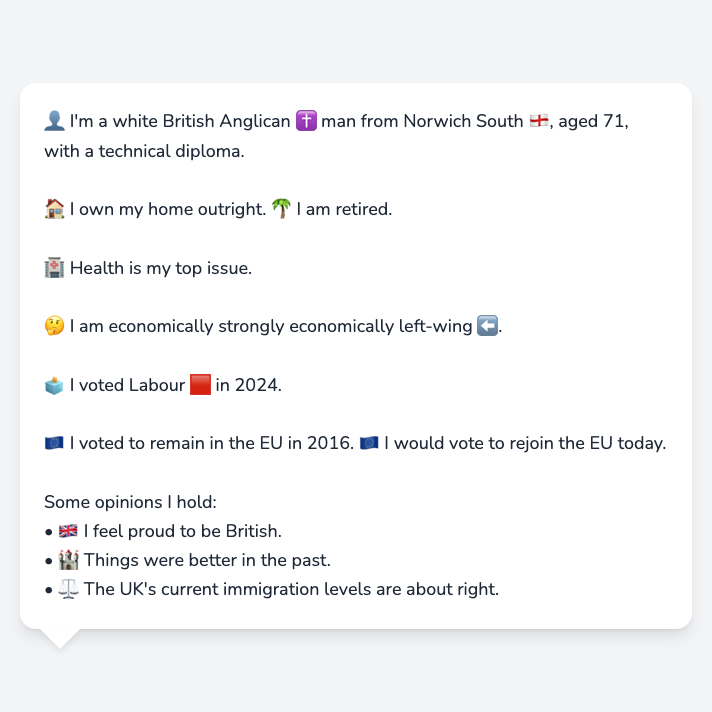 👤 I'm a white British Anglican ✝️ man from Norwich South 🏴󠁧󠁢󠁥󠁮󠁧󠁿, aged 71,
with a technical diploma.
🏠 I own my home outright. 🌴 I am retired.
🏥 Health is my top issue.
🤔 I am economically strongly economically left-wing ⬅️.
🗳️ I voted Labour 🟥 in 2024.
🇪🇺 I voted to remain in the EU in 2016. 🇪🇺 I would vote to rejoin the EU today.
Some opinions I hold:
• 🇬🇧 I feel proud to be British.
• 🏰 Things were better in the past.
• ⚖️ The UK's current immigration levels are about right.